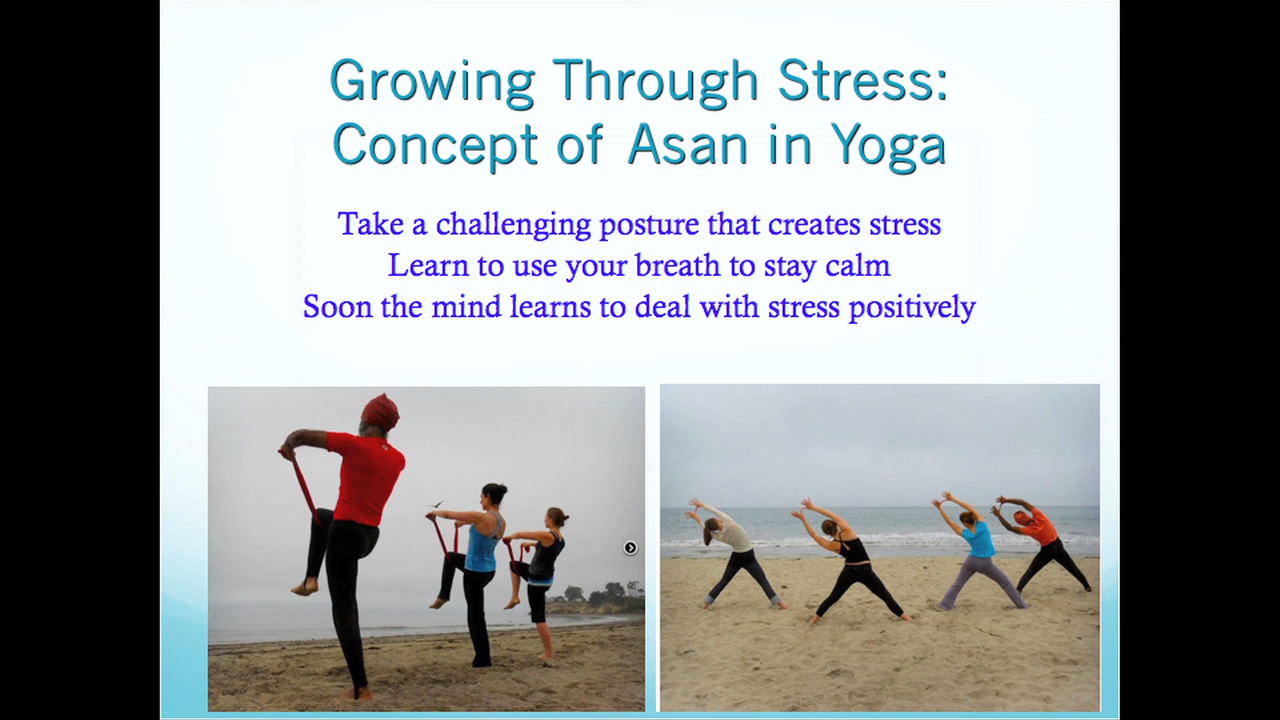 Growing Through Stress:
Concept of Asan in Yoga
Take a challenging posture that creates stress
Learn to use your breath to stay calm
Soon the mind learns to deal with stress positively